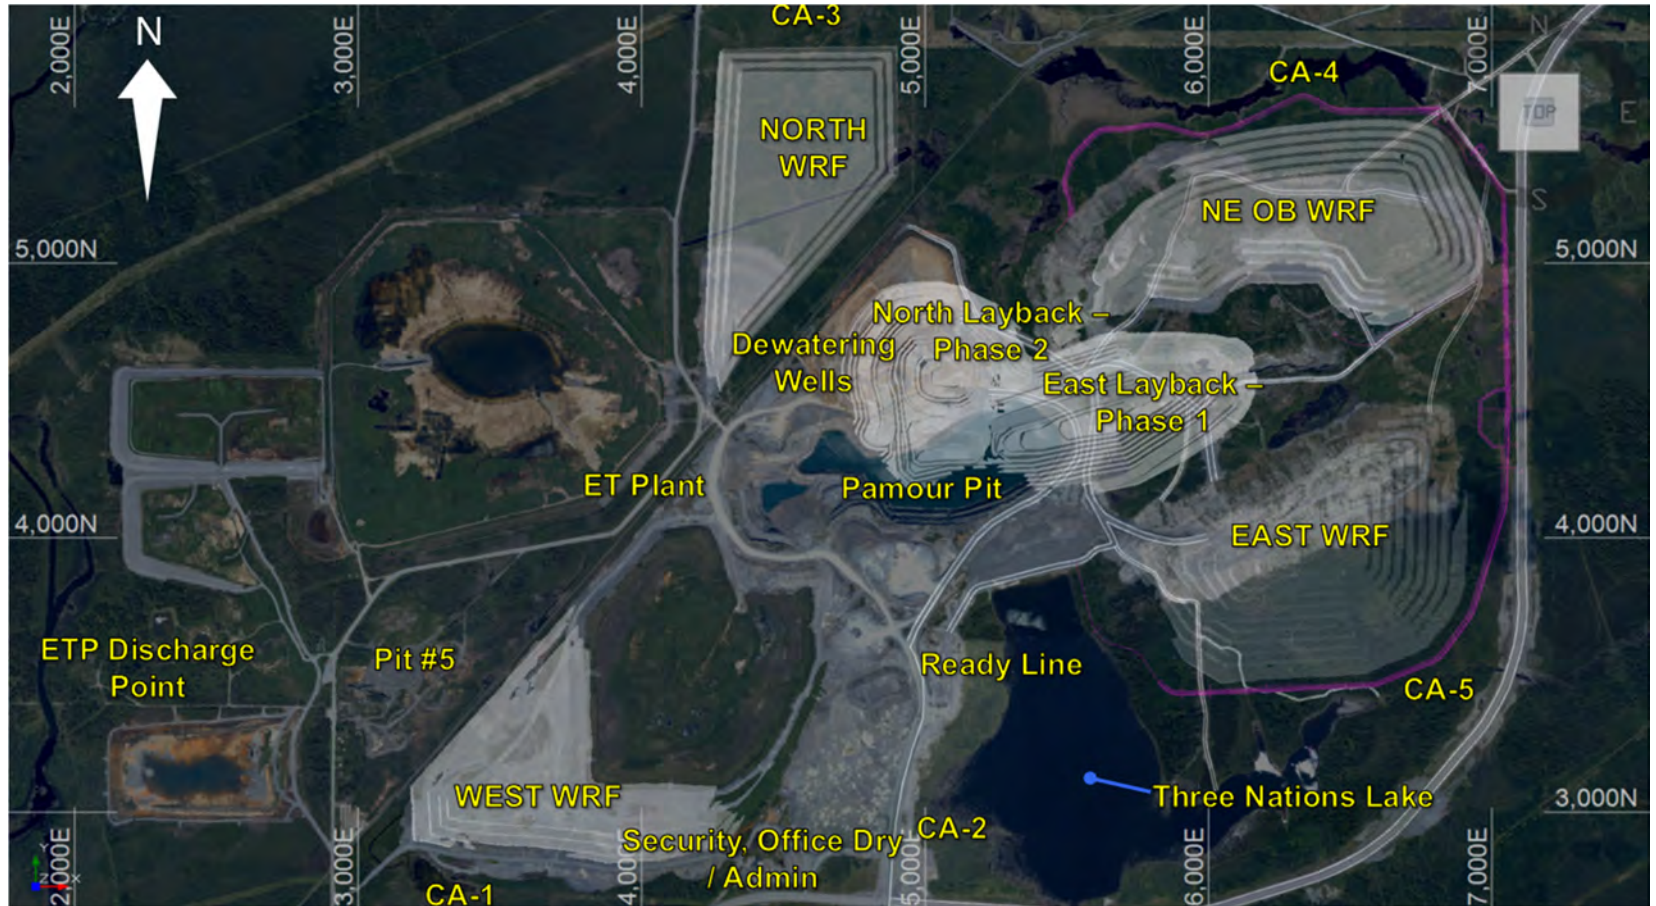 CA-3
N
2,000E
3,000E
4,000E
5,000E
6,000E
7,000E
N
CA-4
TOP
E
NORTH
WRF
S
NE OB WRF
5,000N
5,000N
North Layback –
Phase 2
Dewatering
Wells
East Layback –
Phase 1
ET Plant
Pamour Pit
4,000N
4,000N
EAST WRF
ETP Discharge
Point
Pit #5
Ready Line
CA-5
WEST WRF
Three Nations Lake
3,000N
Security, Office Dry
/ Admin
CA-2
CA-1
2,000E
3,000E
4,000E
5,000E
6,000E
7,000E
Y
Z
X